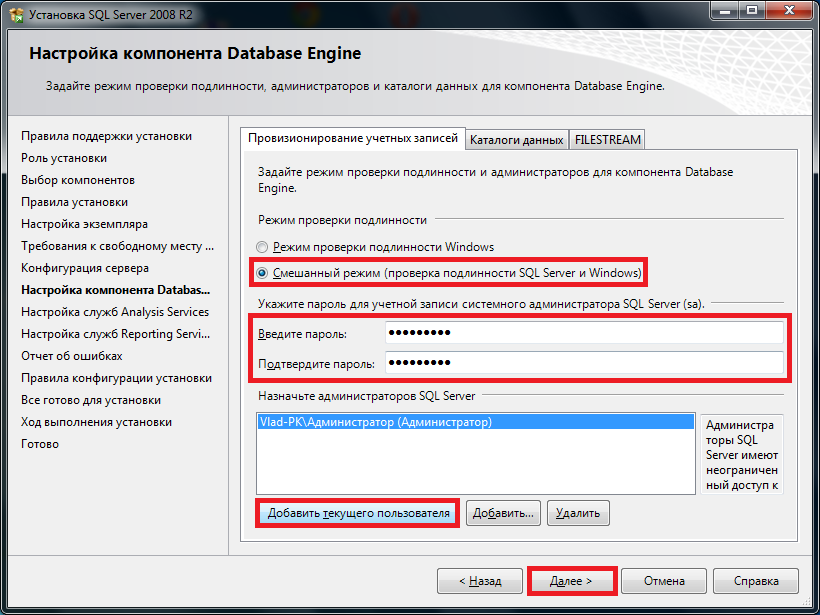 Установка SQL Server 2008 R2
Настройка компонента Database Engine
Задайте режим проверки подлинности, администраторов и каталоги данных для компонента Database Engine.
Правила поддержки установки
Роль установки
Выбор компонентов
Правила установки
Настройка экземпляра
Требования к свободному месту ...
Конфигурация сервера
Настройка компонента Databas...
Настройка служб Analysis Services
Настройка служб Reporting Servi...
Отчет об ошибках
Правила конфигурации установки
Все готово для установки
Ход выполнения установки
Готово
Провизионирование учетных записей
Каталоги данных
FILESTREAM
Задайте режим проверки подлинности и администраторов для компонента Database
Engine.
Режим проверки подлинности
Режим проверки подлинности Windows
Смешанный режим (проверка подлинности SQL Server и Windows)
Укажите пароль для учетной записи системного администратора SQL Server (sa).
Введите пароль: ●●●●●●●●●
Подтвердите пароль: ●●●●●●●●●
Назначьте администраторов SQL Server
Vlad-PK\Администратор (Администратор)
Администра
торы SQL
Server имеют
неограничен
ный доступ к
Добавить текущего пользователя
Добавить...
Удалить
< Назад
Далее >
Отмена
Справка